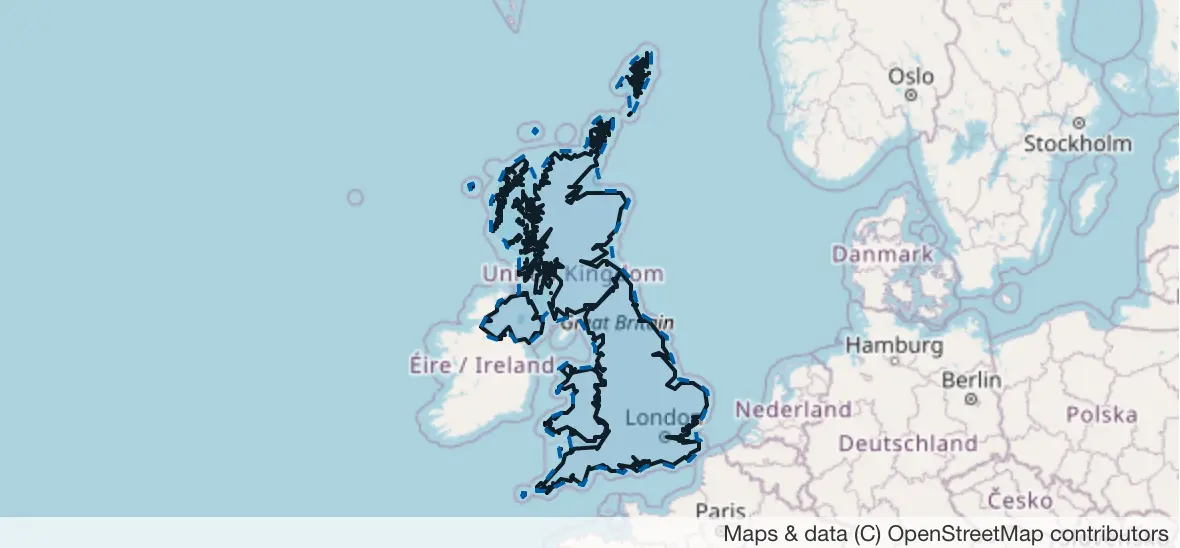 Oslo
Stockholm
Danmark
United Kingdom
Great Britain
Éire / Ireland
Hamburg
Berlin
Nederland
London
Polska
Deutschland
Česko
Paris
Maps & data (C) OpenStreetMap contributors